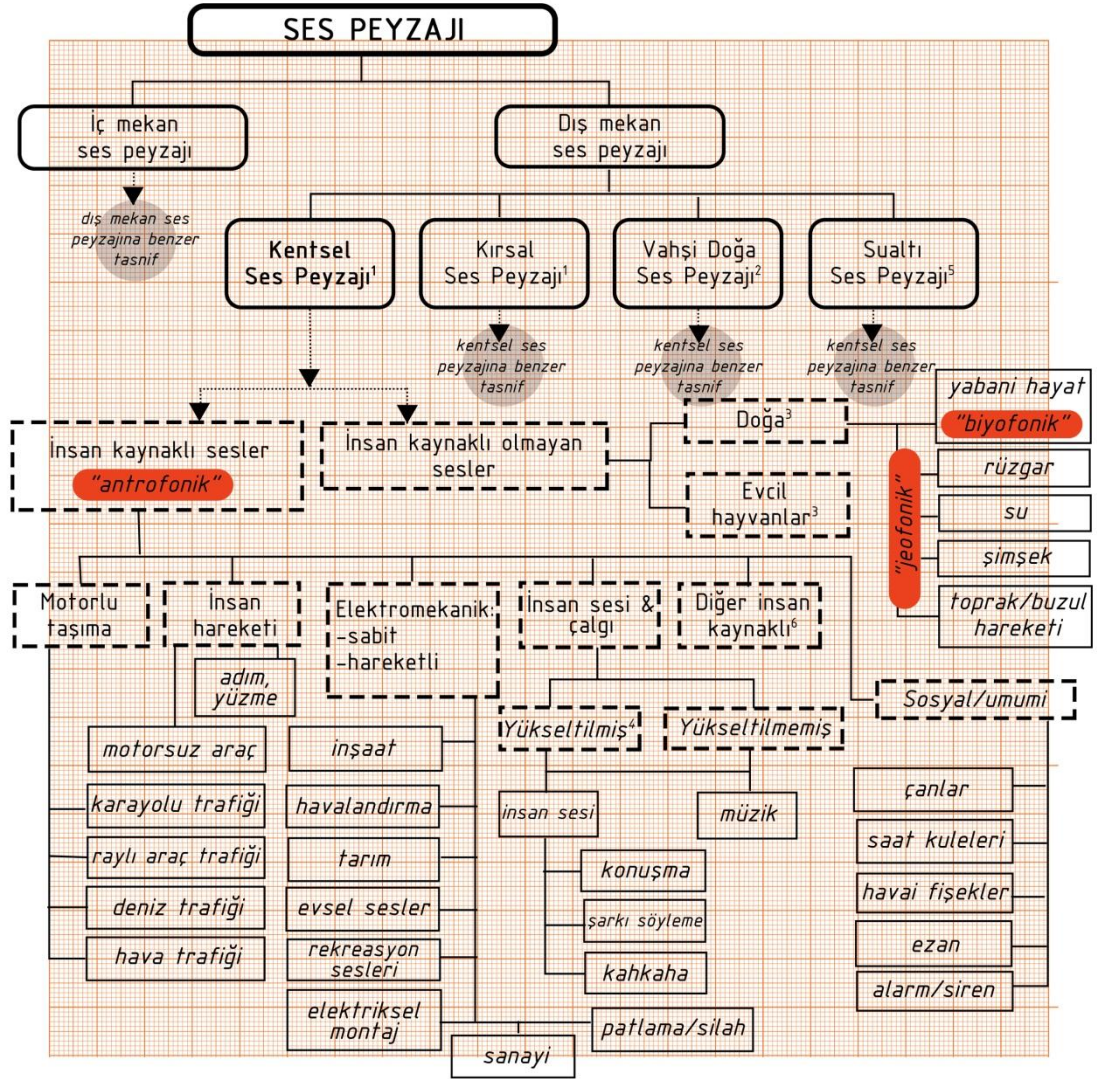 SES PEYZAJI
İç mekan
ses peyzajı
Dış mekan
ses peyzajı
dış mekan ses
peyzajına benzer
tasnif
Kentsel
Ses Peyzajı¹
Kırsal
Ses Peyzajı¹
Vahşi Doğa
Ses Peyzajı²
Sualtı
Ses Peyzajı⁵
kentsel ses
peyzajına benzer
tasnif
kentsel ses
peyzajına benzer
tasnif
kentsel ses
peyzajına benzer
tasnif
İnsan kaynaklı sesler
"antrofonik"
İnsan kaynaklı olmayan
sesler
Doğa³
Evcil
hayvanlar³
yabani hayat
"biyofonik"
"jeofonik"
rüzgar
su
şimşek
toprak/buzul
hareketi
Motorlu
taşıma
İnsan
hareketi
Elektromekanik:
-sabit
-hareketli
İnsan sesi &
çalgı
Diğer insan
kaynaklı⁶
Sosyal/umumi
adım,
yüzme
motorsuz araç
karayolu trafiği
raylı araç trafiği
deniz trafiği
hava trafiği
inşaat
havalandırma
tarım
evsel sesler
rekreasyon
sesleri
elektriksel
montaj
sanayi
patlama/silah
Yükseltilmiş⁴
Yükseltilmemiş
insan sesi
müzik
konuşma
şarkı söyleme
kahkaha
çanlar
saat kuleleri
havai fişekler
ezan
alarm/siren